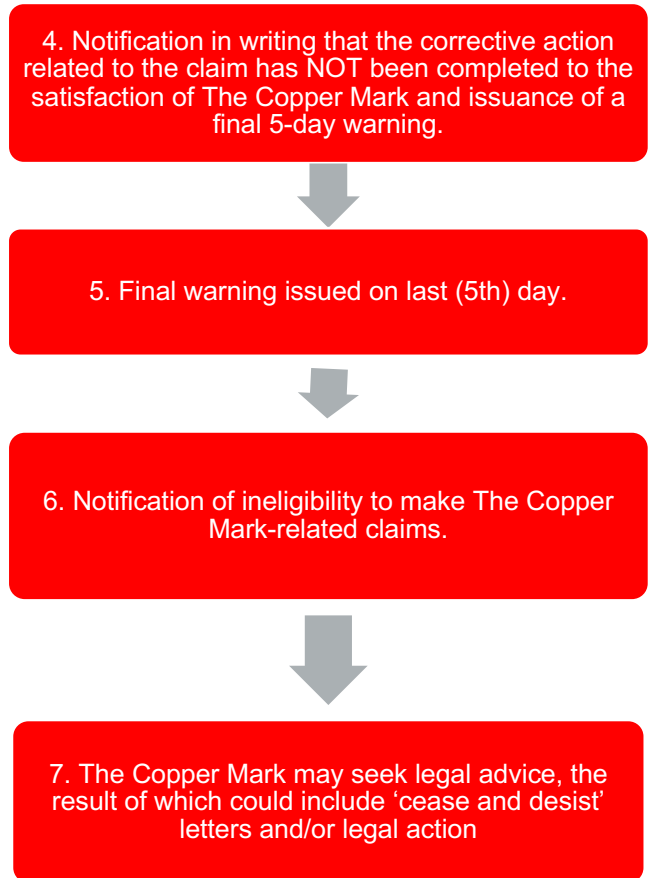 4. Notification in writing that the corrective action
related to the claim has NOT been completed to the
satisfaction of The Copper Mark and issuance of a
final 5-day warning.
5. Final warning issued on last (5th) day.
6. Notification of ineligibility to make The Copper
Mark-related claims.
7. The Copper Mark may seek legal advice, the
result of which could include ‘cease and desist’
letters and/or legal action